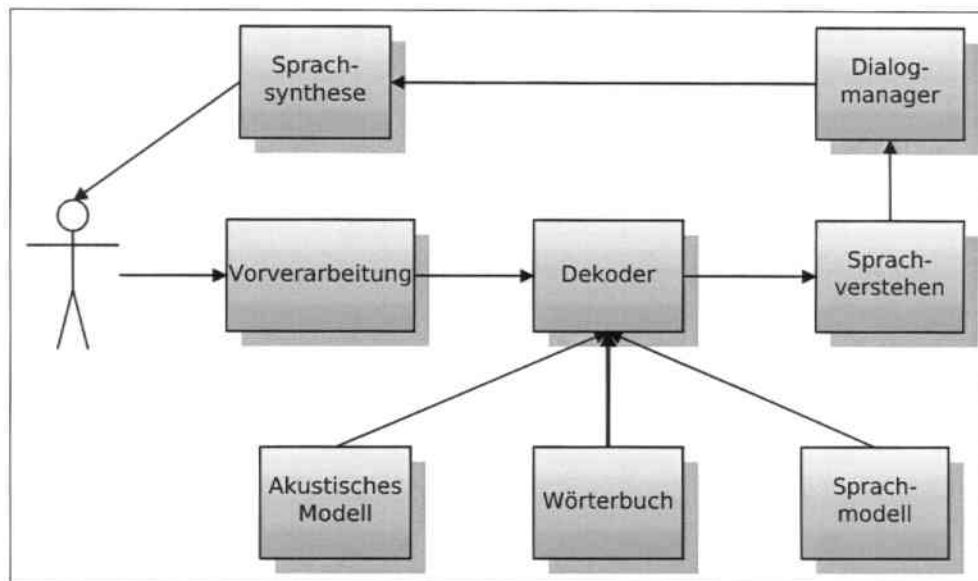 Sprach-
synthese
Dialog-
manager
Vorverarbeitung
Dekoder
Sprach-
verstehen
Akustisches
Modell
Wörterbuch
Sprach-
modell